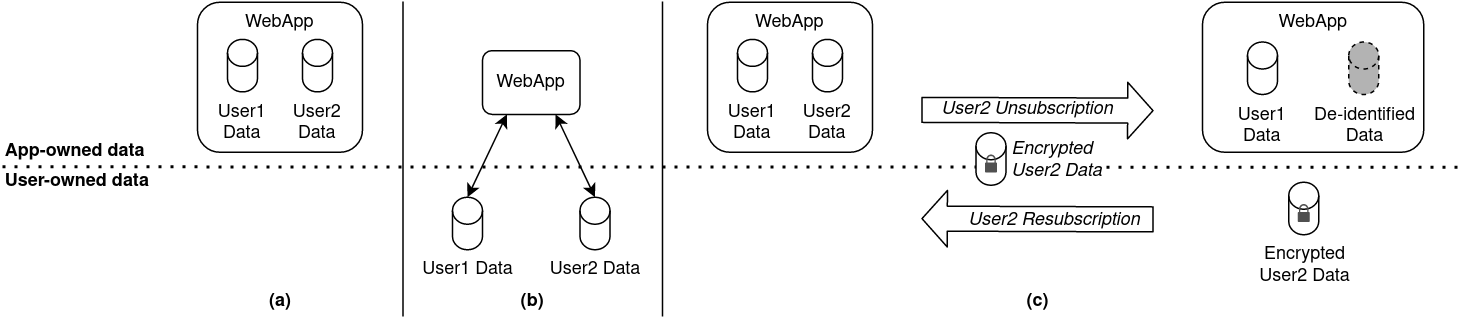 WebApp
User1
Data
User2
Data
App-owned data
User-owned data
(a)
WebApp
User1 Data
User2 Data
(b)
WebApp
User1
Data
User2
Data
User2 Unsubscription
Encrypted
User2 Data
User2 Resubscription
WebApp
User1
Data
De-identified
Data
Encrypted
User2 Data
(c)